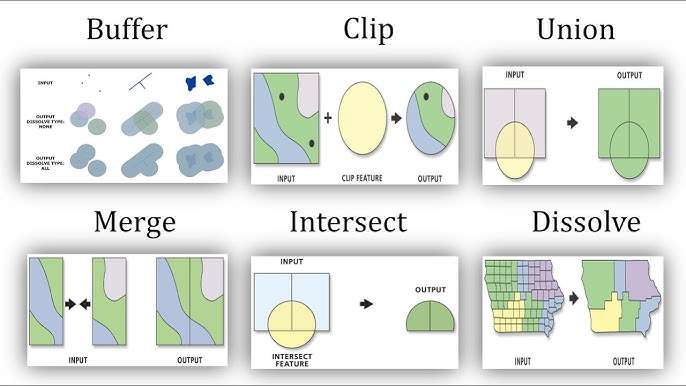 Buffer
INPUT
OUTPUT
DISSOLVE TYPE:
NONE
OUTPUT
DISSOLVE TYPE:
ALL
Clip
INPUT
CLIP FEATURE
OUTPUT
Union
INPUT
OUTPUT
Merge
INPUT
OUTPUT
Intersect
INPUT
OUTPUT
INTERSECT
FEATURE
Dissolve
INPUT
OUTPUT